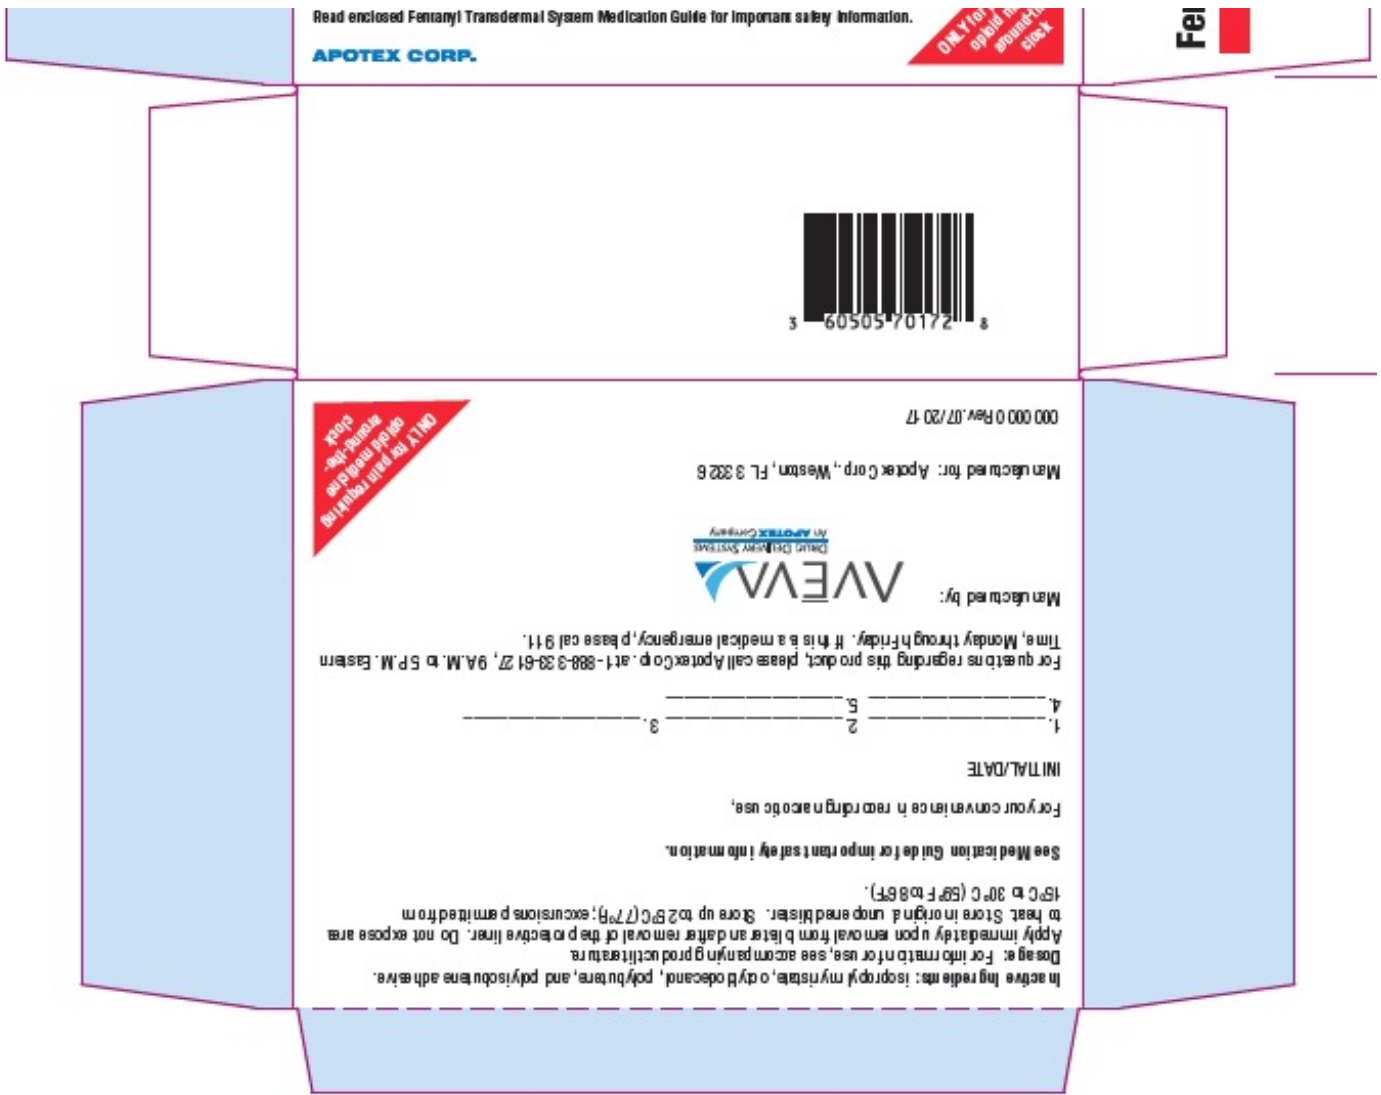 Read enclosed Fentanyl Transdermal System Medication Guide for important safety information.
APOTEX CORP.
ONLY for
opioid m
around-th
clock
Fe
3 60505 70172 8
Inactive Ingredients: isopropyl myristate, octyldodecanol, polybutene, and polyisobutene adhesive.
Dosage: For information for use, see accompanying product literature.
Apply immediately upon removal from blister and after removal of the protective liner. Do not expose area
to heat. Store in original unopened blister. Store up to 25°C (77°F); excursions permitted from
15°C to 30°C (59°F to 86°F).
See Medication Guide for important safety information.
For your convenience in recording narcotic use,
INITIAL/DATE
1. ____________ 2. ____________ 3. ____________
4. ____________ 5. ____________
For questions regarding this product, please call Apotex Corp. at 1-888-333-6127, 9 A.M. to 5 P.M. Eastern
Time, Monday through Friday. If this is a medical emergency, please call 911.
Manufactured by:
AVEVA
DRUG DELIVERY SYSTEMS
An APOTEX Company
Manufactured for: Apotex Corp., Weston, FL 33326
000 000 0 Rev. 07/2017
ONLY for pain requiring
opioid medicine
around-the-
clock